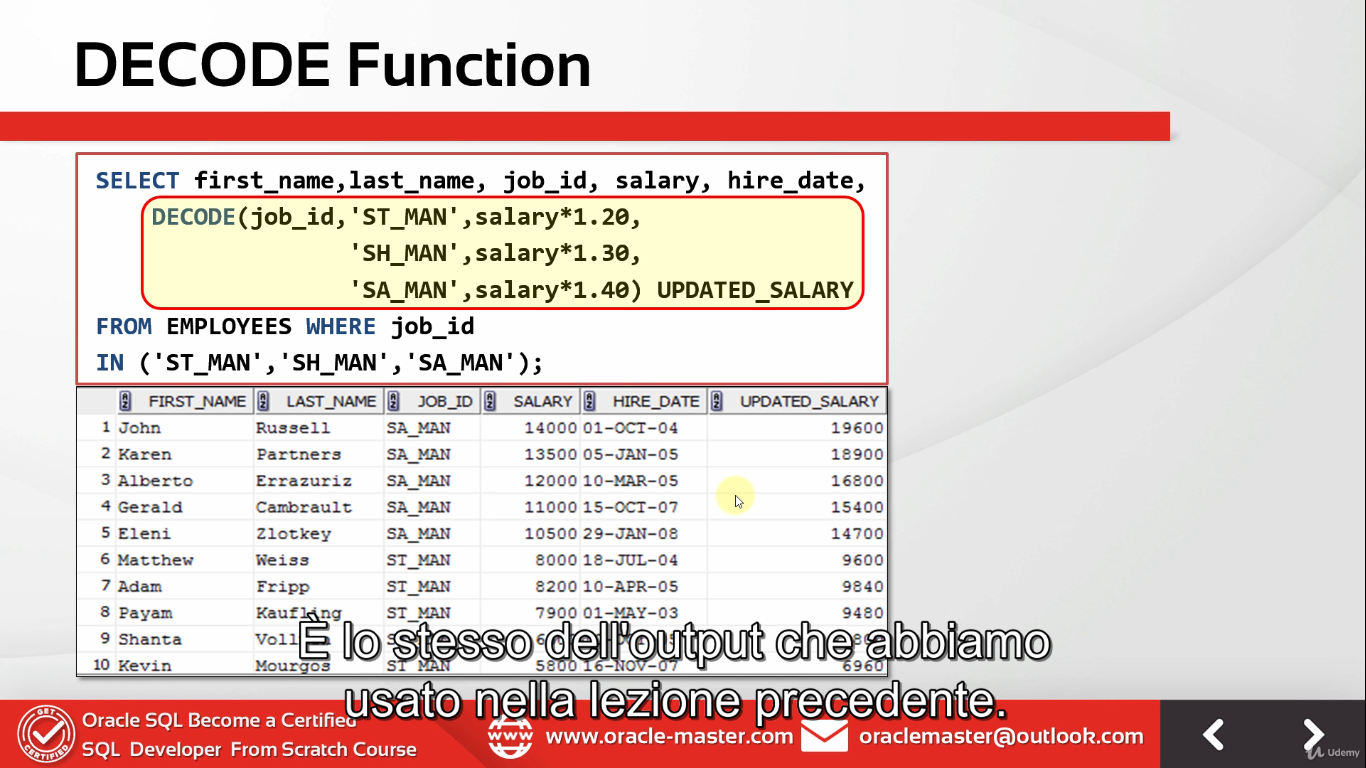 DECODE Function
SELECT first_name,last_name, job_id, salary, hire_date,
DECODE(job_id,'ST_MAN',salary*1.20,
'SH_MAN',salary*1.30,
'SA_MAN',salary*1.40) UPDATED_SALARY
FROM EMPLOYEES WHERE job_id
IN ('ST_MAN','SH_MAN','SA_MAN');
FIRST_NAME LAST_NAME JOB_ID SALARY HIRE_DATE UPDATED_SALARY
1 John Russell SA_MAN 14000 01-OCT-04 19600
2 Karen Partners SA_MAN 13500 05-JAN-05 18900
3 Alberto Errazuriz SA_MAN 12000 10-MAR-05 16800
4 Gerald Cambrault SA_MAN 11000 15-OCT-07 15400
5 Eleni Zlotkey SA_MAN 10500 29-JAN-08 14700
6 Matthew Weiss ST_MAN 8000 18-JUL-04 9600
7 Adam Fripp ST_MAN 8200 10-APR-05 9840
8 Payam Kaufling ST_MAN 7900 01-MAY-03 9480
9 Shanta
10 Kevin Mourgos ST_MAN 5800 16-NOV-07 6960
È lo stesso dell'output che abbiamo
usato nella lezione precedente.
GET CERTIFIED
Oracle SQL Become a Certified
SQL Developer From Scratch Course
www
www.oracle-master.com
oraclemaster@outlook.com
Udemy